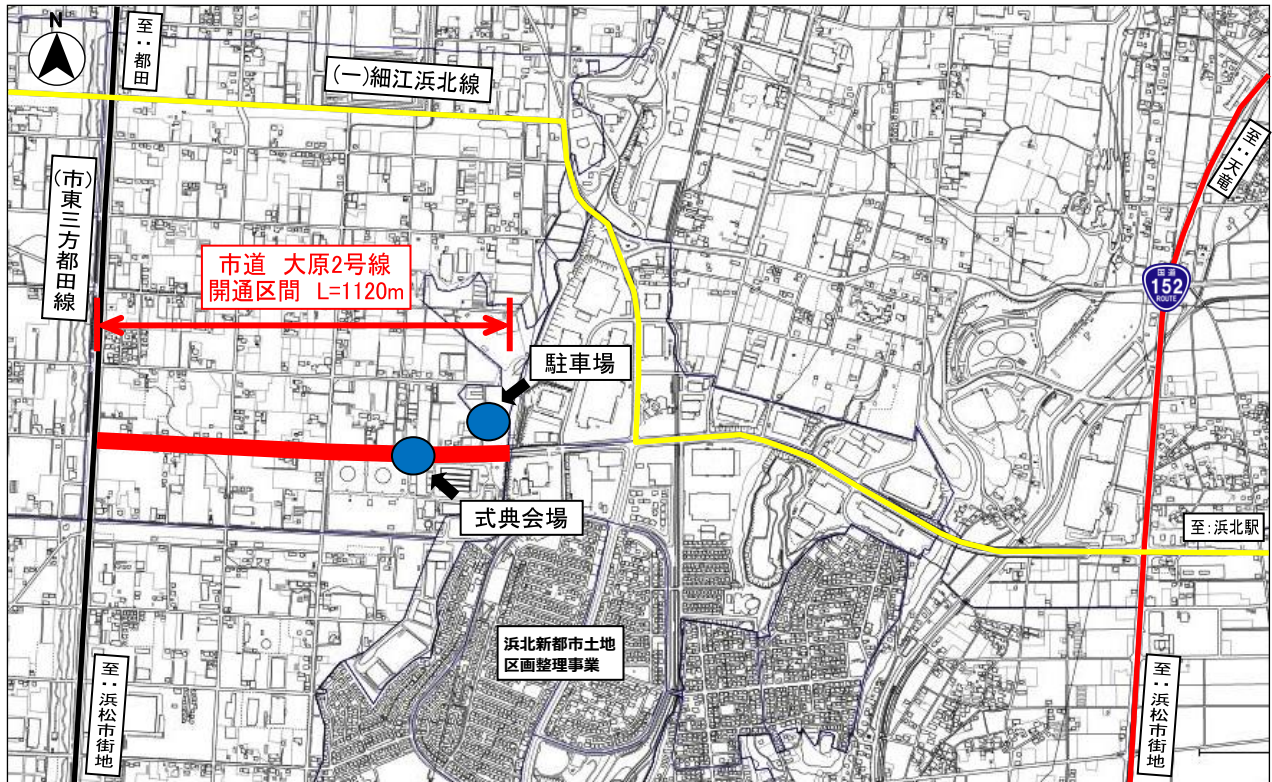 N
至:都田
(一)細江浜北線
至:天竜
(市)東三方都田線
市道 大原2号線
開通区間 L=1120m
国道
152
ROUTE
駐車場
式典会場
至:浜北駅
浜北新都市土地
区画整理事業
至:浜松市街地
至:浜松市街地